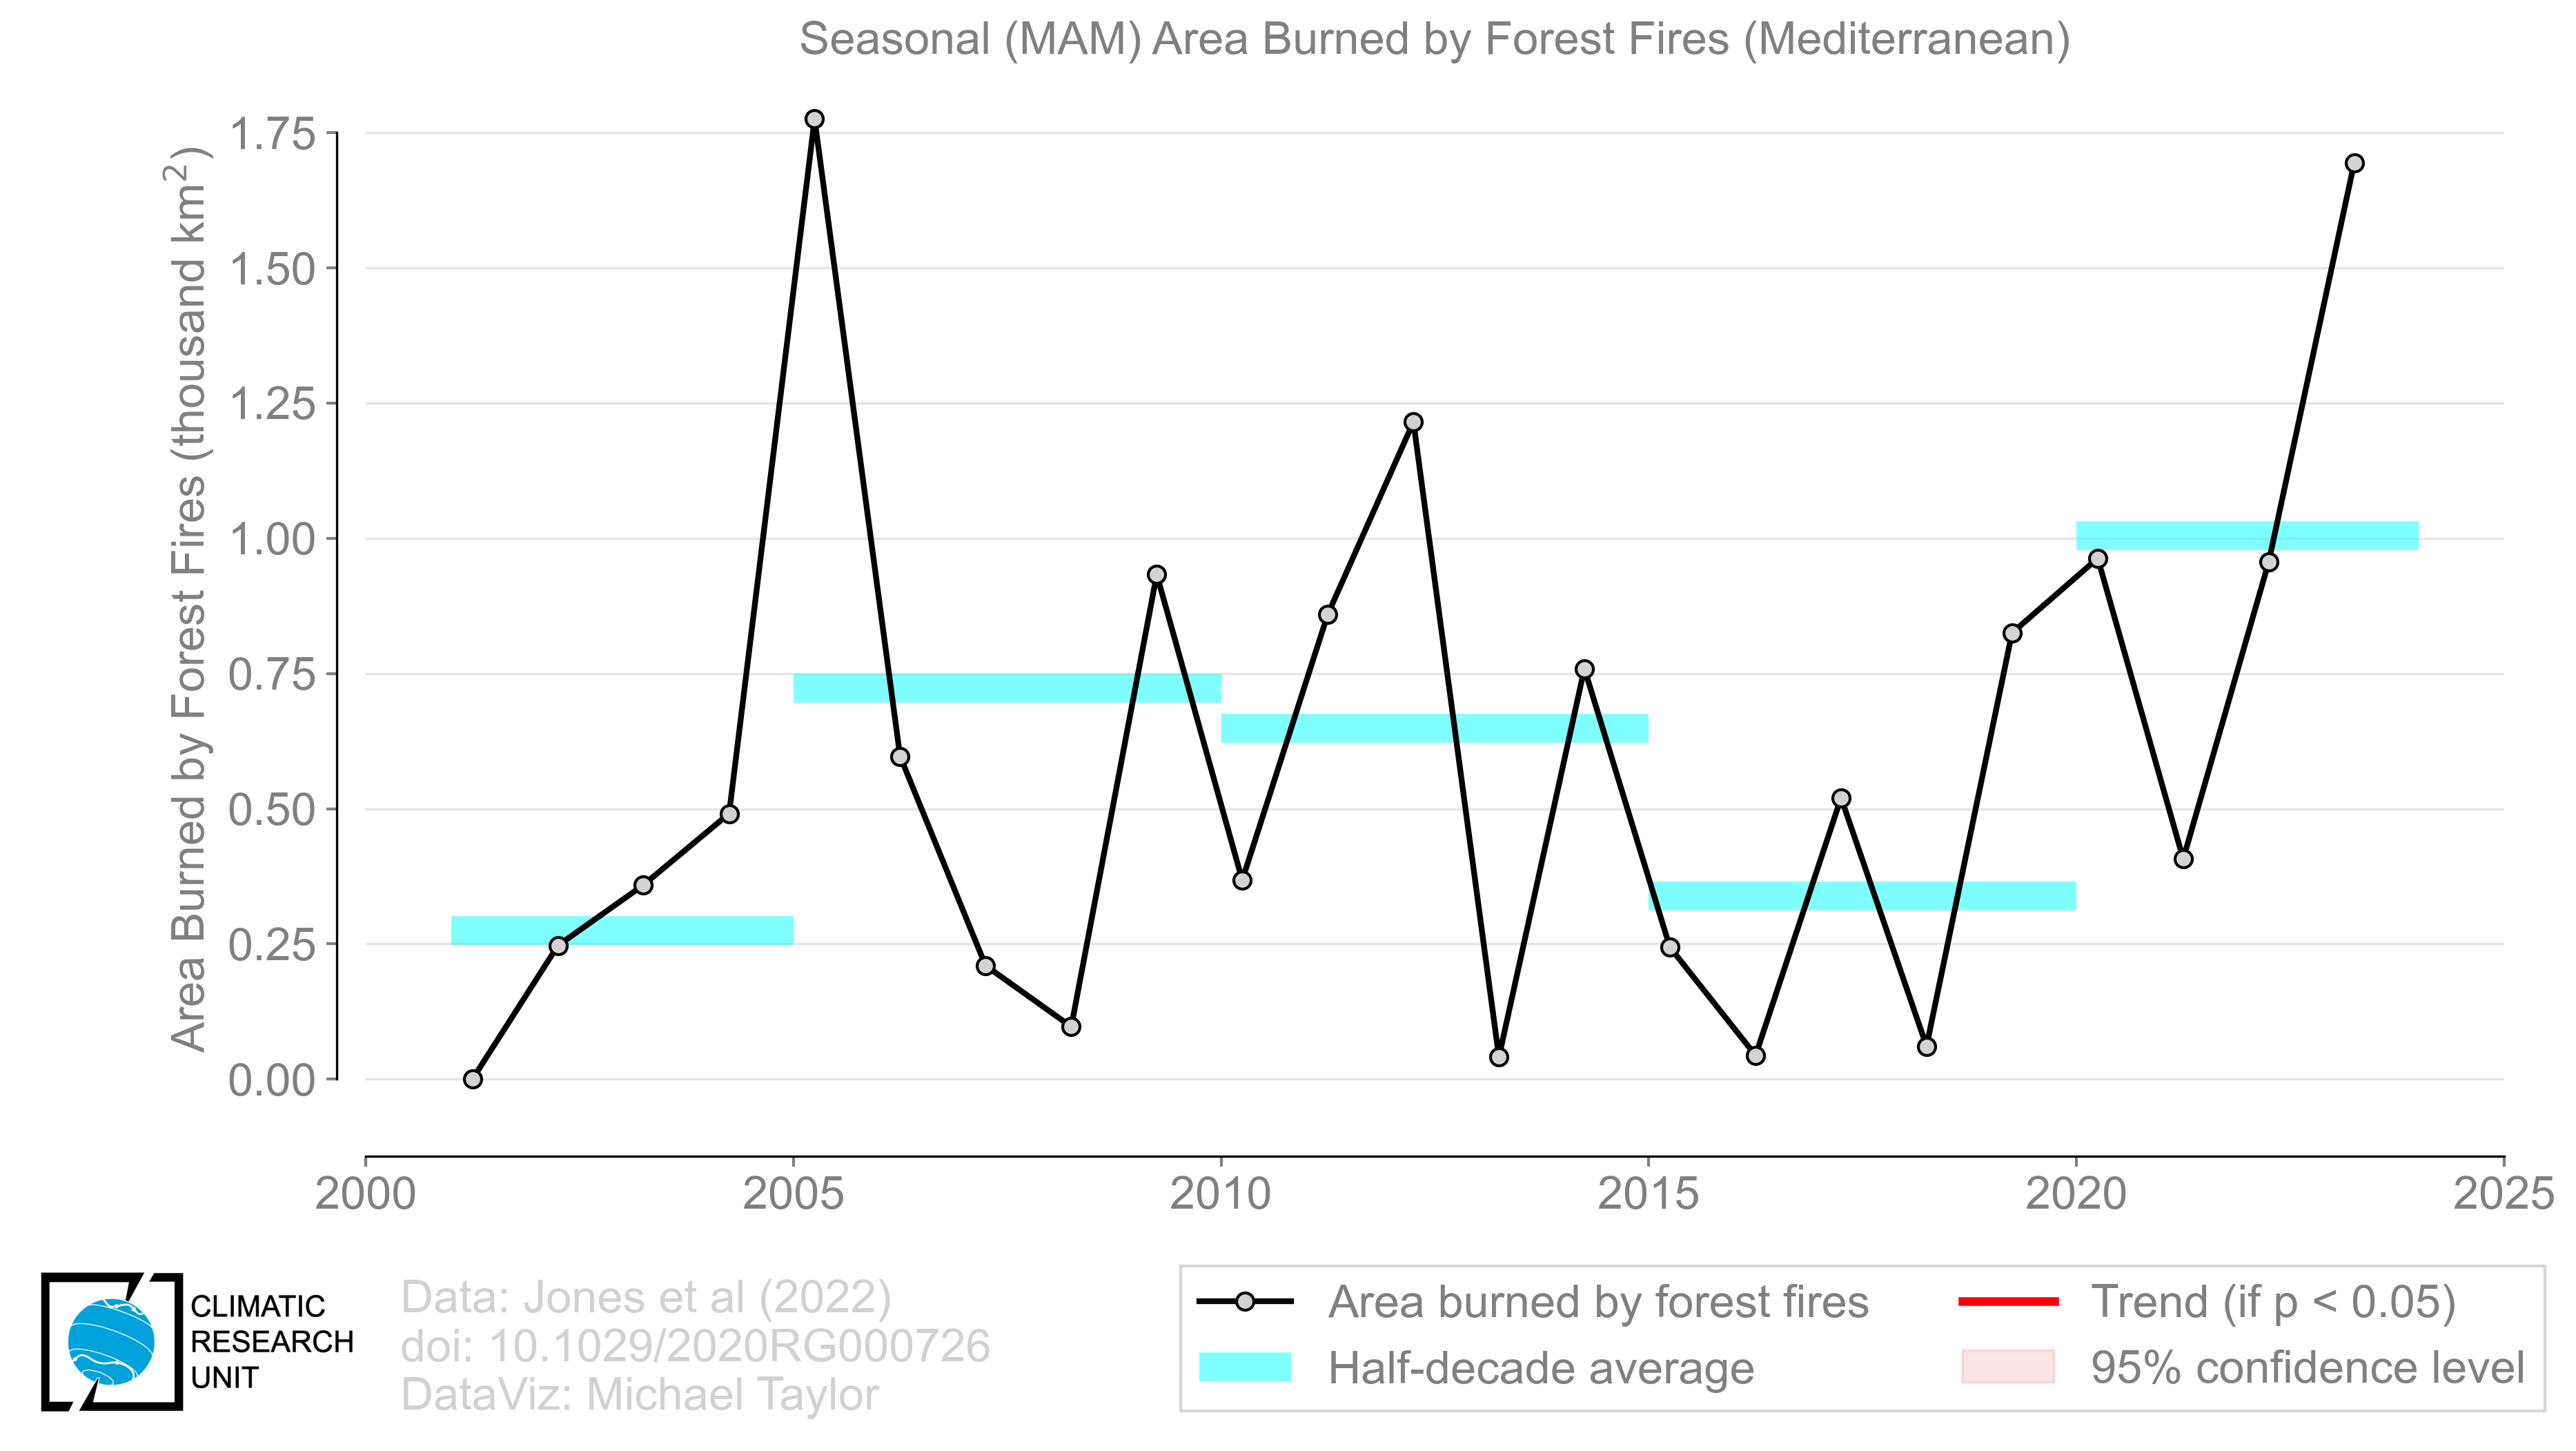 Seasonal (MAM) Area Burned by Forest Fires (Mediterranean)
Area Burned by Forest Fires (thousand km²)
1.75
1.50
1.25
1.00
0.75
0.50
0.25
0.00
2000
2005
2010
2015
2020
2025
CLIMATIC
RESEARCH
UNIT
Data: Jones et al (2022)
doi: 10.1029/2020RG000726
DataViz: Michael Taylor
Area burned by forest fires
Half-decade average
Trend (if p < 0.05)
95% confidence level